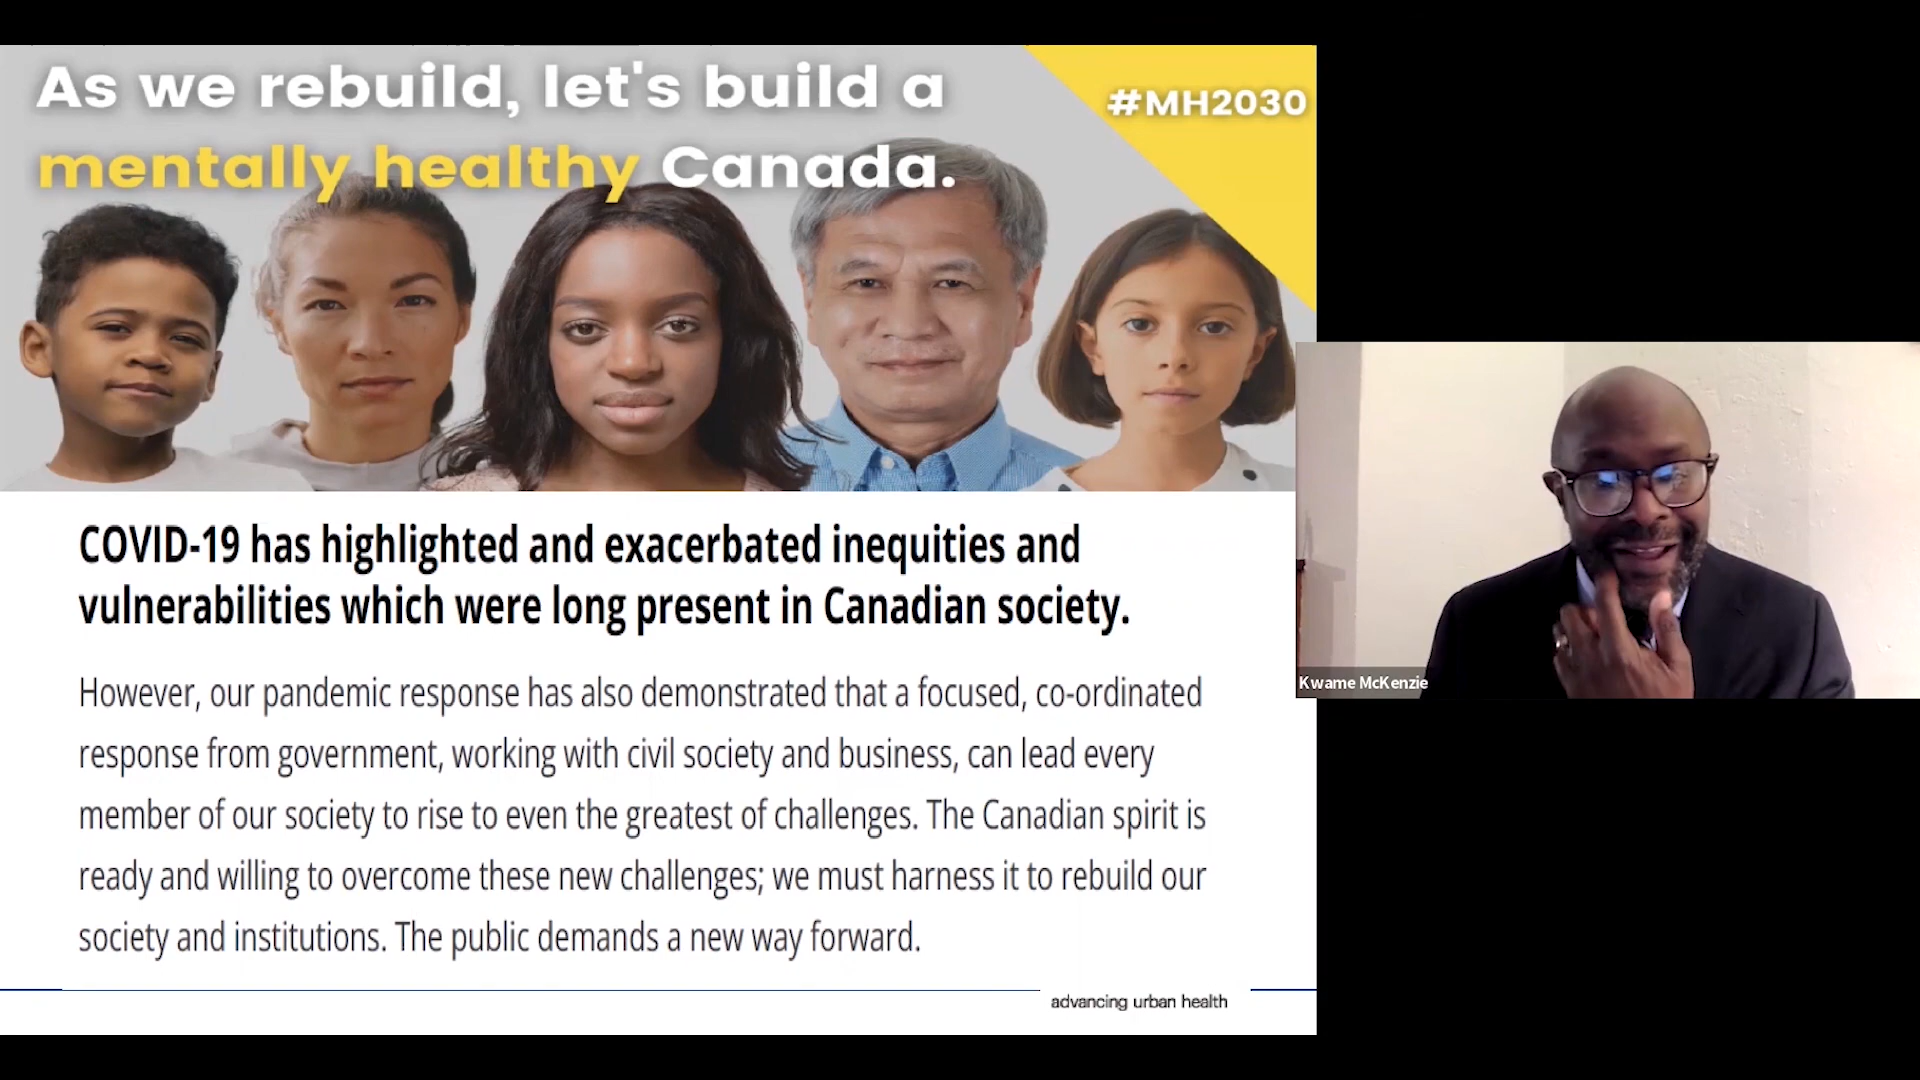 As we rebuild, let's build a
mentally healthy Canada.
#MH2030
COVID-19 has highlighted and exacerbated inequities and
vulnerabilities which were long present in Canadian society.
However, our pandemic response has also demonstrated that a focused, co-ordinated
response from government, working with civil society and business, can lead every
member of our society to rise to even the greatest of challenges. The Canadian spirit is
ready and willing to overcome these new challenges; we must harness it to rebuild our
society and institutions. The public demands a new way forward.
advancing urban health
Kwame McKenzie